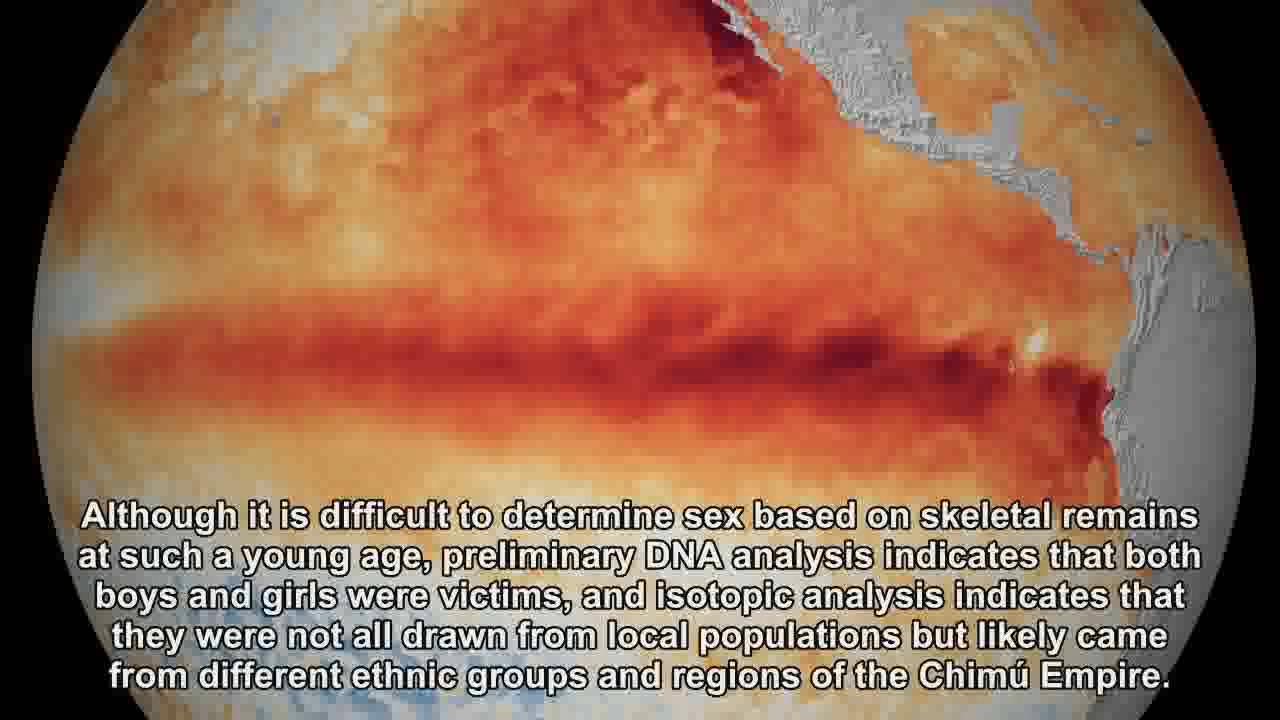 Although it is difficult to determine sex based on skeletal remains
at such a young age, preliminary DNA analysis indicates that both
boys and girls were victims, and isotopic analysis indicates that
they were not all drawn from local populations but likely came
from different ethnic groups and regions of the Chimú Empire.